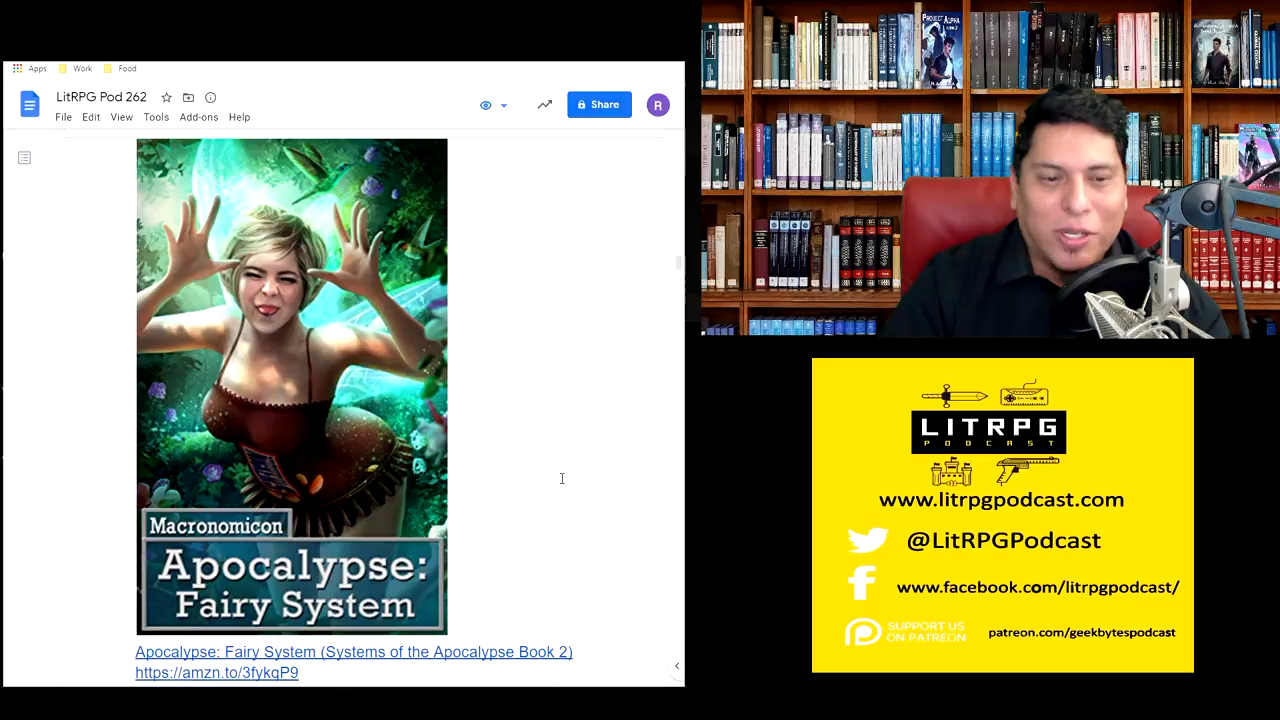 Apps Work Food
LitRPG Pod 262
Share
R
File Edit View Tools Add-ons Help
Macronomicon
Apocalypse:
Fairy System
Apocalypse: Fairy System (Systems of the Apocalypse Book 2)
https://amzn.to/3fykqP9
PROJECT
ALPHA
LITRPG
PODCAST
www.litrpgpodcast.com
@LitRPGPodcast
www.facebook.com/litrpgpodcast/
SUPPORT US
ON PATREON
patreon.com/geekbytespodcast